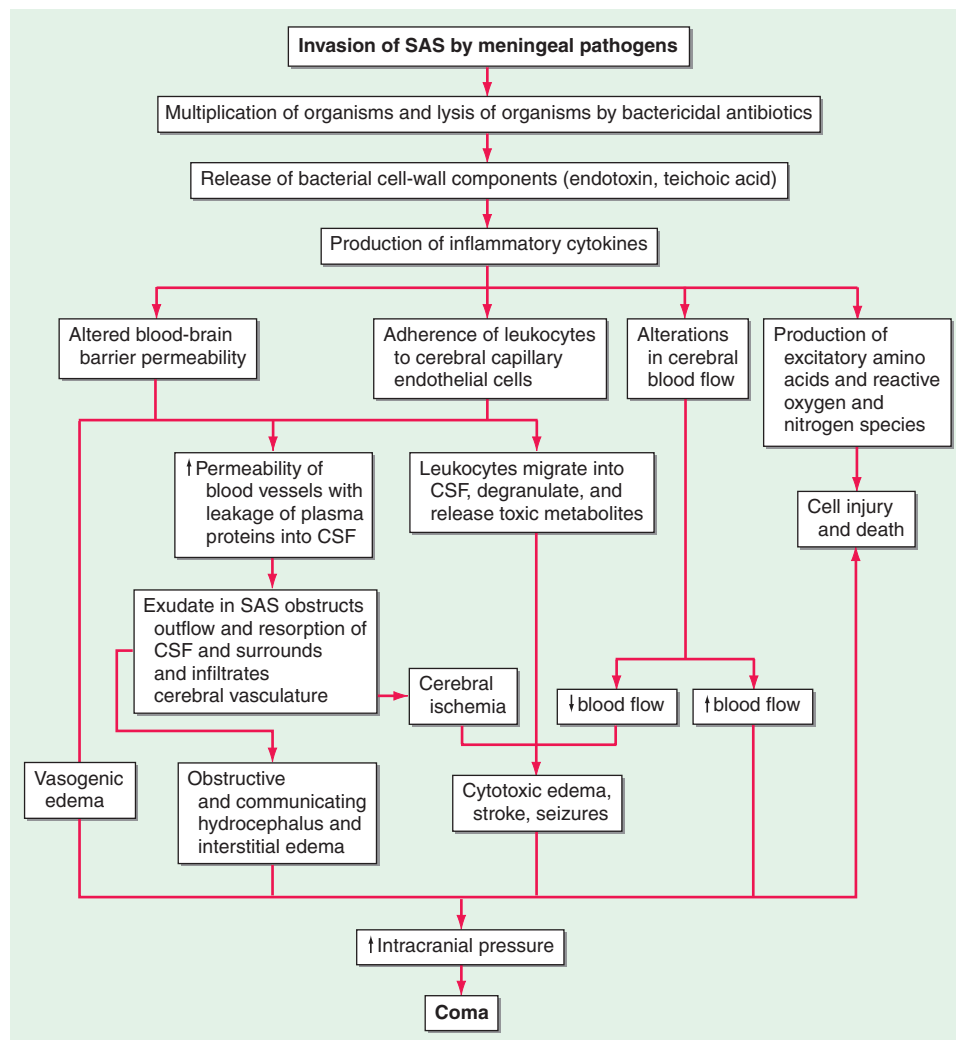 Invasion of SAS by meningeal pathogens
Multiplication of organisms and lysis of organisms by bactericidal antibiotics
Release of bacterial cell-wall components (endotoxin, teichoic acid)
Production of inflammatory cytokines
Altered blood-brain
barrier permeability
Adherence of leukocytes
to cerebral capillary
endothelial cells
Alterations
in cerebral
blood flow
Production of
excitatory amino
acids and reactive
oxygen and
nitrogen species
↑Permeability of
blood vessels with
leakage of plasma
proteins into CSF
Leukocytes migrate into
CSF, degranulate, and
release toxic metabolites
Cell injury
and death
Exudate in SAS obstructs
outflow and resorption of
CSF and surrounds
and infiltrates
cerebral vasculature
Cerebral
ischemia
↓blood flow
↑blood flow
Vasogenic
edema
Obstructive
and communicating
hydrocephalus and
interstitial edema
Cytotoxic edema,
stroke, seizures
↑Intracranial pressure
Coma